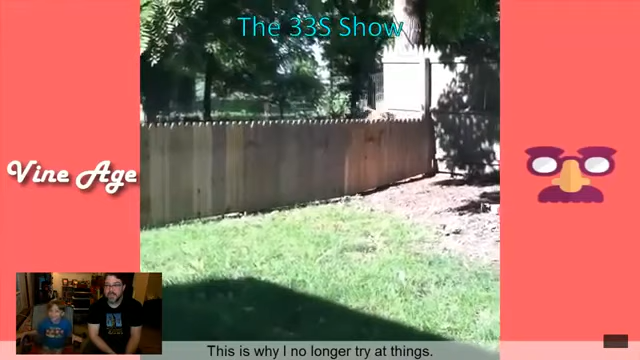 The 33S Show
Vine Age
This is why I no longer try at things.